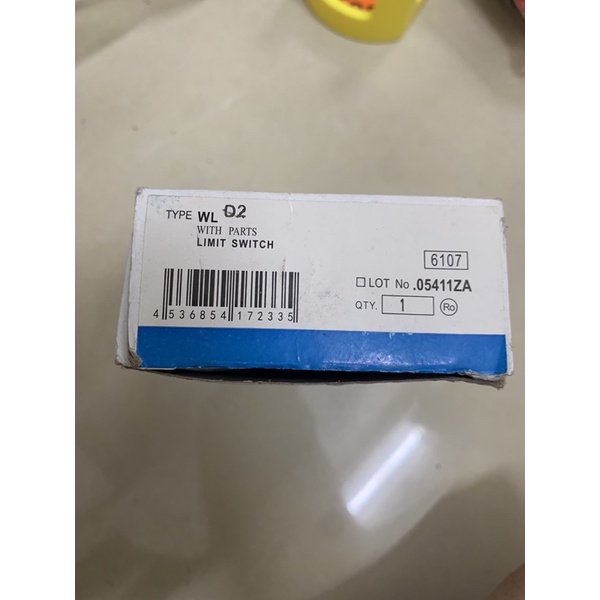 TYPE WL D2
WITH PARTS
LIMIT SWITCH
6107
LOT No .05411ZA
QTY. 1 Ro
4 536854 172335